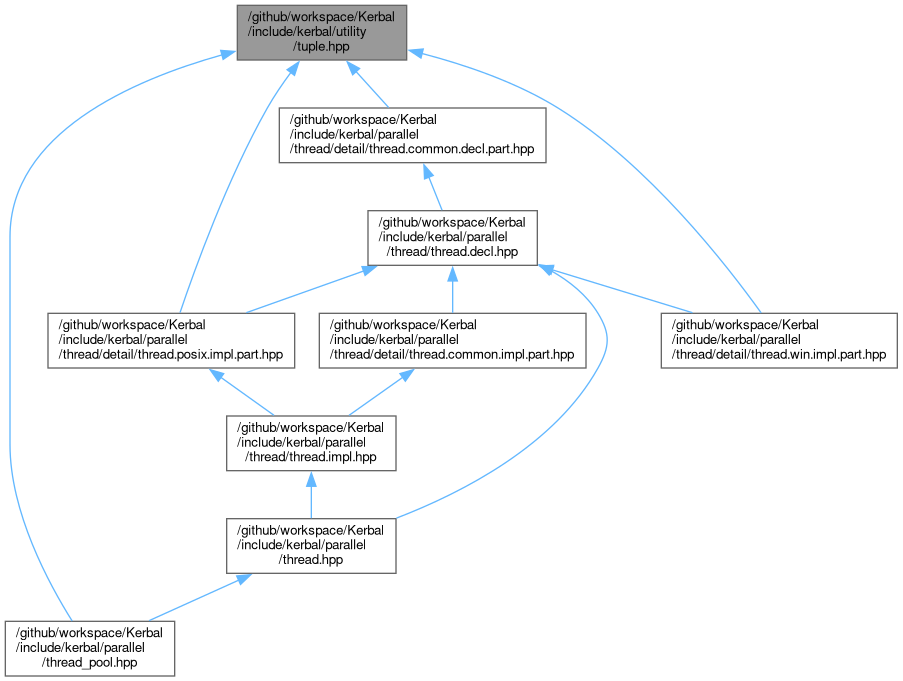 /github/workspace/Kerbal
/include/kerbal/utility
/tuple.hpp
/github/workspace/Kerbal
/include/kerbal/parallel
/thread/detail/thread.common.decl.part.hpp
/github/workspace/Kerbal
/include/kerbal/parallel
/thread/thread.decl.hpp
/github/workspace/Kerbal
/include/kerbal/parallel
/thread/detail/thread.posix.impl.part.hpp
/github/workspace/Kerbal
/include/kerbal/parallel
/thread/detail/thread.common.impl.part.hpp
/github/workspace/Kerbal
/include/kerbal/parallel
/thread/detail/thread.win.impl.part.hpp
/github/workspace/Kerbal
/include/kerbal/parallel
/thread/thread.impl.hpp
/github/workspace/Kerbal
/include/kerbal/parallel
/thread.hpp
/github/workspace/Kerbal
/include/kerbal/parallel
/thread_pool.hpp